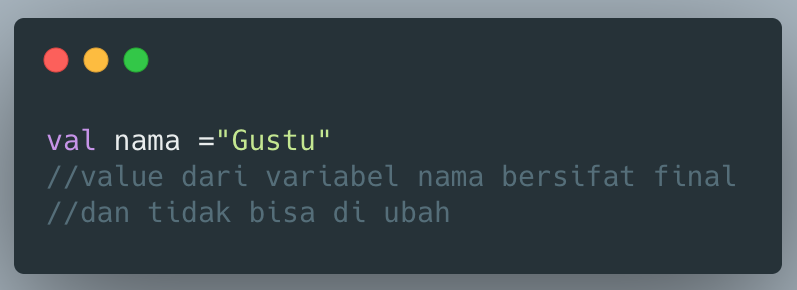 val nama ="Gustu"
//value dari variabel nama bersifat final
//dan tidak bisa di ubah